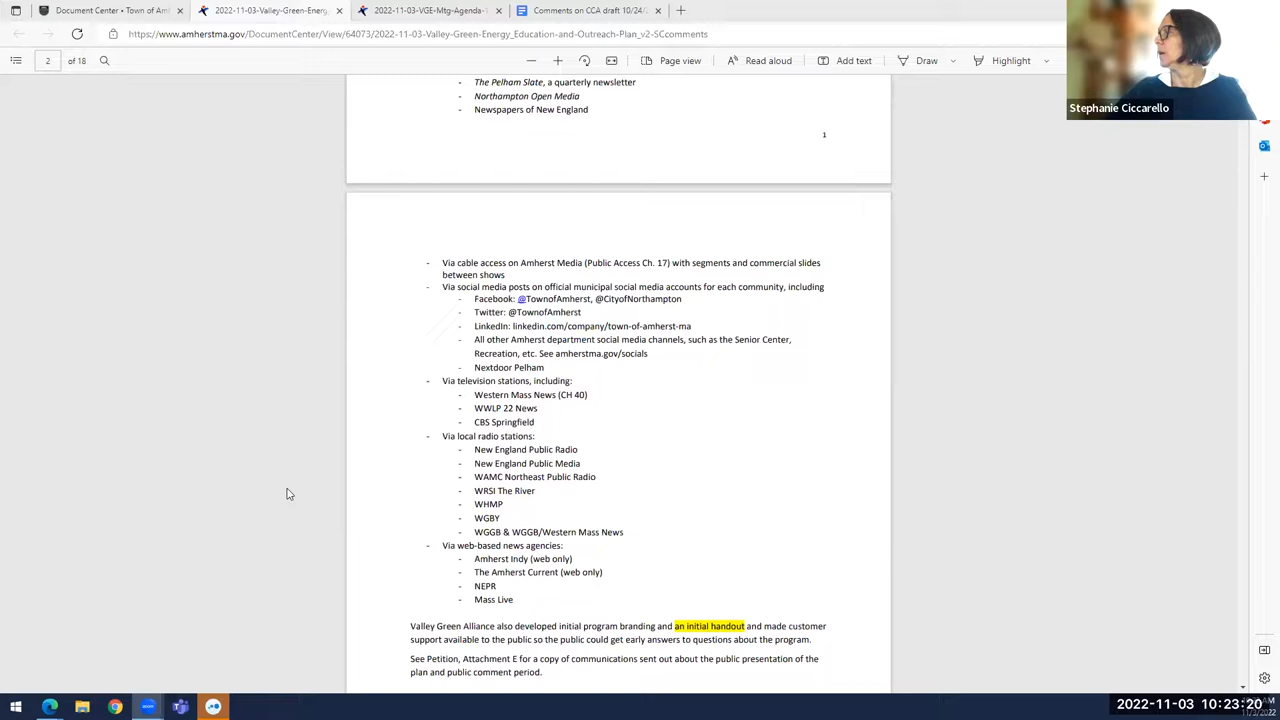 Document Center • Town of Am
2022-11-03-Valley-Green-Energy_
2022-11-03-VGE-Mtg-Agenda-
Comments on CCA draft 10/24/
https://www.amherstma.gov/DocumentCenter/View/64073/2022-11-03-Valley-Green-Energy_Education-and-Outreach-Plan_v2-SCcomments
2 of 18
Page view
Read aloud
Add text
Draw
Highlight
Stephanie Ciccarello
- The Pelham Slate, a quarterly newsletter
- Northampton Open Media
- Newspapers of New England
1
- Via cable access on Amherst Media (Public Access Ch. 17) with segments and commercial slides
between shows
- Via social media posts on official municipal social media accounts for each community, including
- Facebook: @TownofAmherst, @CityofNorthampton
- Twitter: @TownofAmherst
- LinkedIn: linkedin.com/company/town-of-amherst-ma
- All other Amherst department social media channels, such as the Senior Center,
Recreation, etc. See amherstma.gov/socials
- Nextdoor Pelham
- Via television stations, including:
- Western Mass News (CH 40)
- WWLP 22 News
- CBS Springfield
- Via local radio stations:
- New England Public Radio
- New England Public Media
- WAMC Northeast Public Radio
- WRSI The River
- WHMP
- WGBY
- WGGB & WGGB/Western Mass News
- Via web-based news agencies:
- Amherst Indy (web only)
- The Amherst Current (web only)
- NEPR
- Mass Live
Valley Green Alliance also developed initial program branding and an initial handout and made customer
support available to the public so the public could get early answers to questions about the program.
See Petition, Attachment E for a copy of communications sent out about the public presentation of the
plan and public comment period.
2022-11-03 10:23:20
11/3/2022